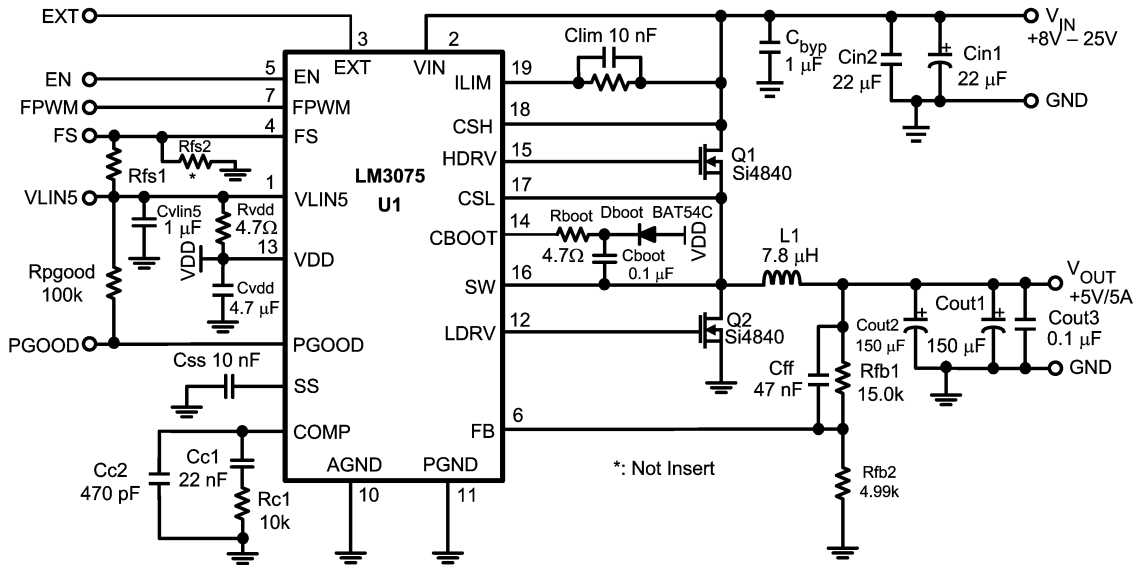 EXT
3
EXT
2
VIN
Clim 10 nF
19
ILIM
C_byp
1 µF
Cin2
22 µF
+
Cin1
22 µF
V_IN
+8V – 25V
GND
EN
5
EN
FPWM
7
FPWM
FS
4
FS
Rfs2
*
Rfs1
18
CSH
15
HDRV
Q1
Si4840
LM3075
U1
VLIN5
1
VLIN5
Cvlin5
1 µF
Rvdd
4.7Ω
VDD
13
VDD
Cvdd
4.7 µF
17
CSL
14
CBOOT
Rboot
4.7Ω
Dboot
BAT54C
VDD
Cboot
0.1 µF
16
SW
L1
7.8 µH
V_OUT
+5V/5A
Rpgood
100k
PGOOD
PGOOD
12
LDRV
Q2
Si4840
Cout2
150 µF
+
Cout1
150 µF
+
Cout3
0.1 µF
GND
Css 10 nF
SS
Cff
47 nF
Rfb1
15.0k
COMP
6
FB
Cc2
470 pF
Cc1
22 nF
Rc1
10k
AGND
10
PGND
11
*: Not Insert
Rfb2
4.99k